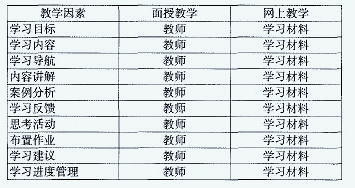 教学因素 面授教学 网上教学
学习目标 教师 学习材料
学习内容 教师 学习材料
学习导航 教师 学习材料
内容讲解 教师 学习材料
案例分析 教师 学习材料
学习反馈 教师 学习材料
思考活动 教师 学习材料
布置作业 教师 学习材料
学习建议 教师 学习材料
学习进度管理 教师 学习材料